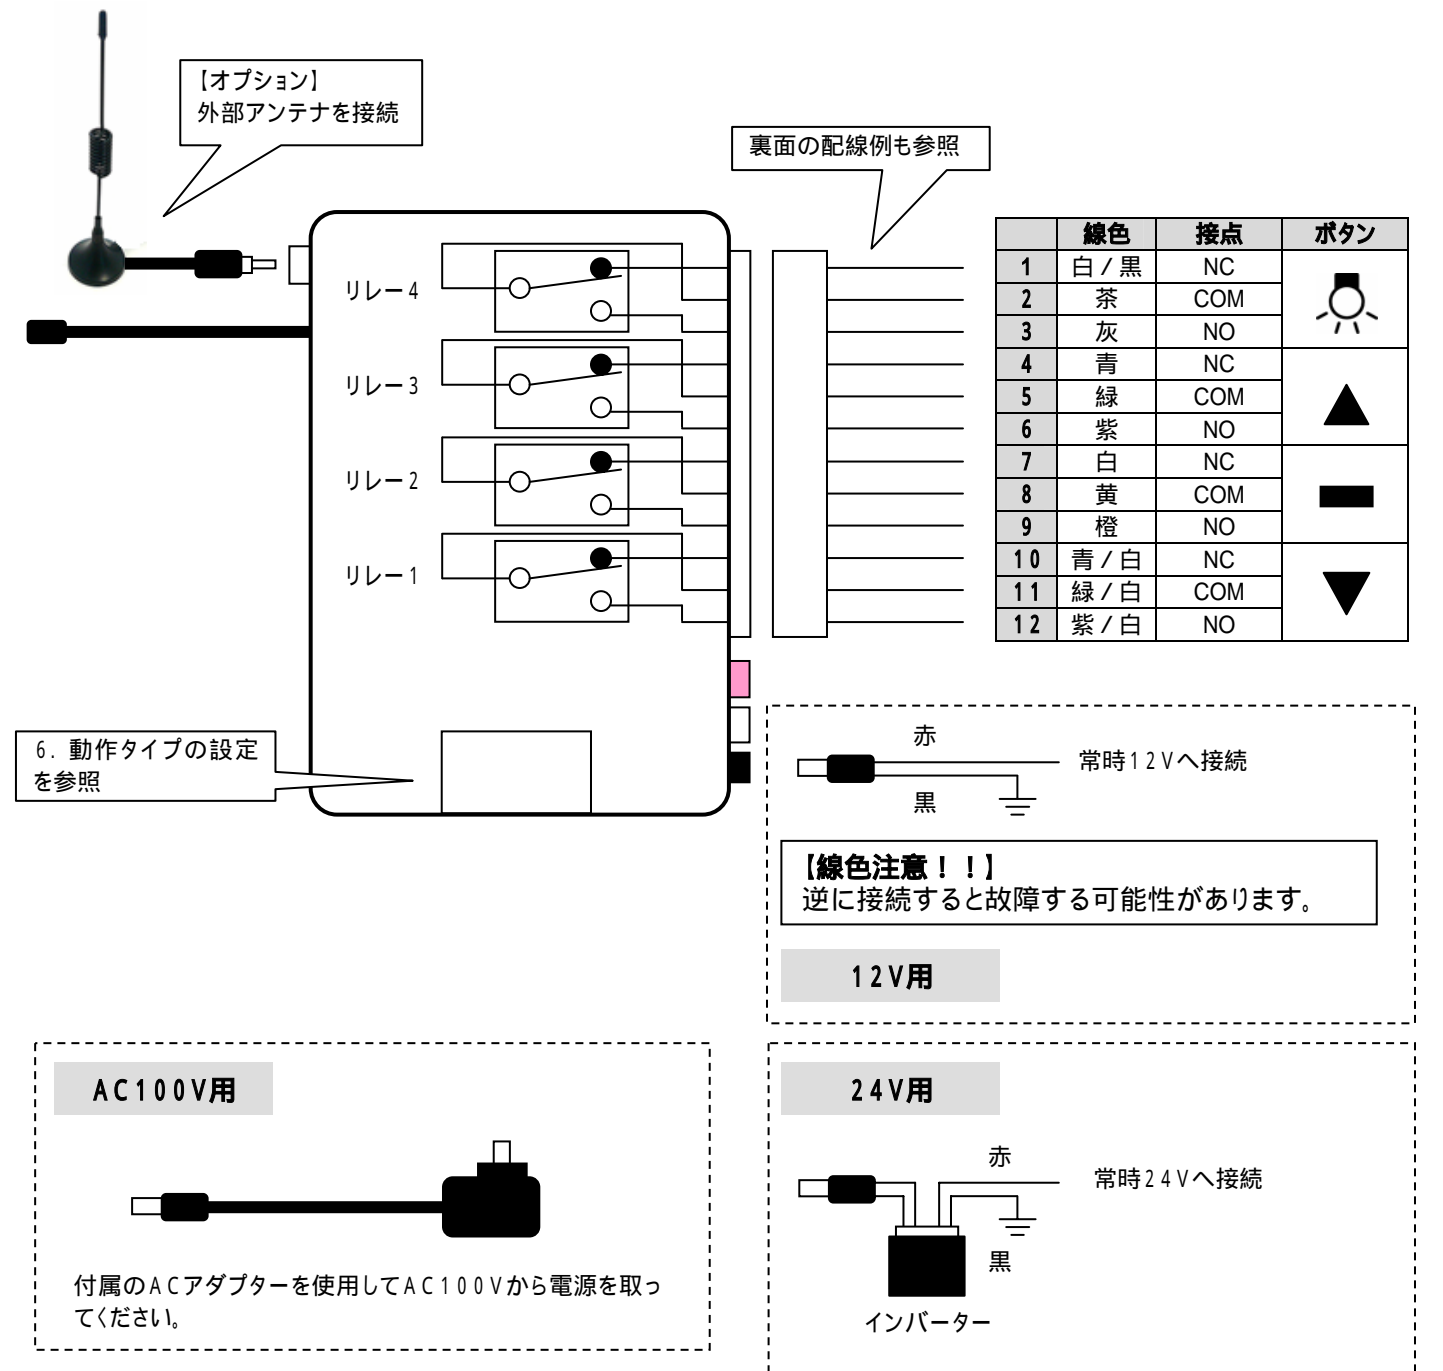 【オプション】
外部アンテナを接続
裏面の配線例も参照
リレー4
リレー3
リレー2
リレー1
線色 接点 ボタン
1 白/黒 NC
2 茶 COM
3 灰 NO
4 青 NC
5 緑 COM
6 紫 NO
7 白 NC
8 黄 COM
9 橙 NO
10 青/白 NC
11 緑/白 COM
12 紫/白 NO
6. 動作タイプの設定
を参照
赤
常時12Vへ接続
黒
【線色注意!!】
逆に接続すると故障する可能性があります。
12V用
AC100V用
付属のACアダプターを使用してAC100Vから電源を取っ
てください。
24V用
赤
常時24Vへ接続
黒
インバーター